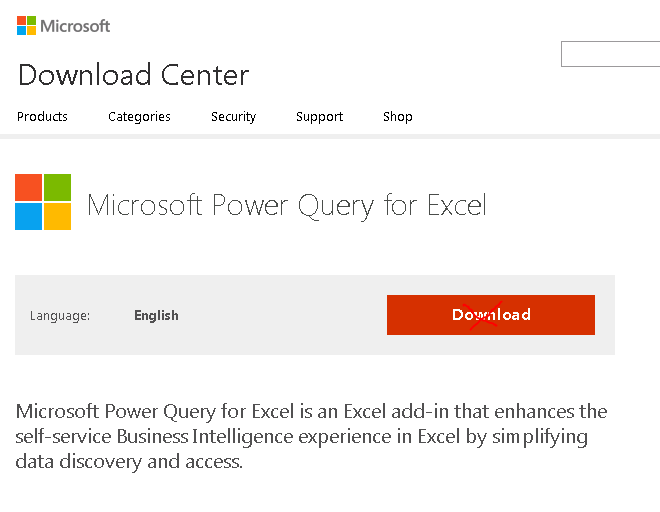 Microsoft
Download Center
Products Categories Security Support Shop
Microsoft Power Query for Excel
Language: English Download
Microsoft Power Query for Excel is an Excel add-in that enhances the
self-service Business Intelligence experience in Excel by simplifying
data discovery and access.